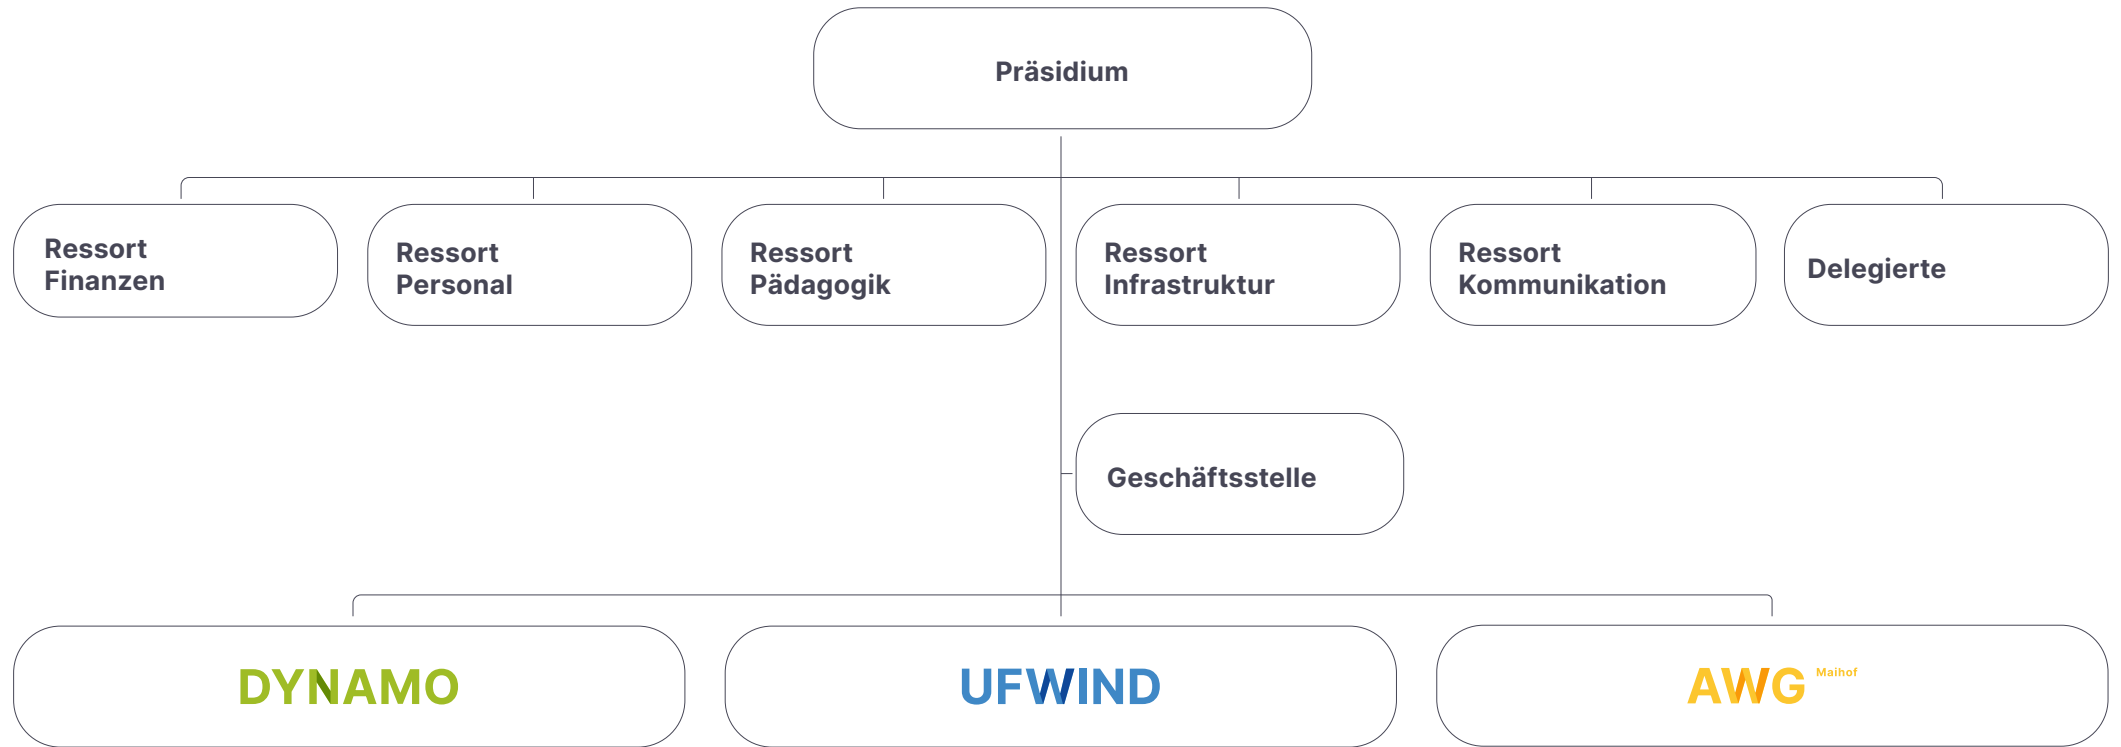 Präsidium
Ressort
Finanzen
Ressort
Personal
Ressort
Pädagogik
Ressort
Infrastruktur
Ressort
Kommunikation
Delegierte
Geschäftsstelle
DYNAMO
UFWIND
AWG Maihof